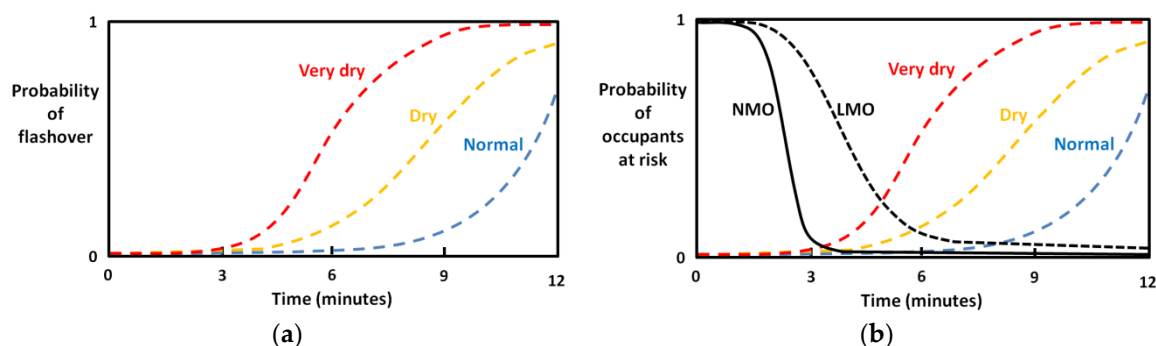 1
Probability
of
flashover
0
Very dry
Dry
Normal
0 3 6 9 12
Time (minutes)
(a)
1
Probability
of
occupants
at risk
0
NMO
LMO
Very dry
Dry
Normal
0 3 6 9 12
Time (minutes)
(b)